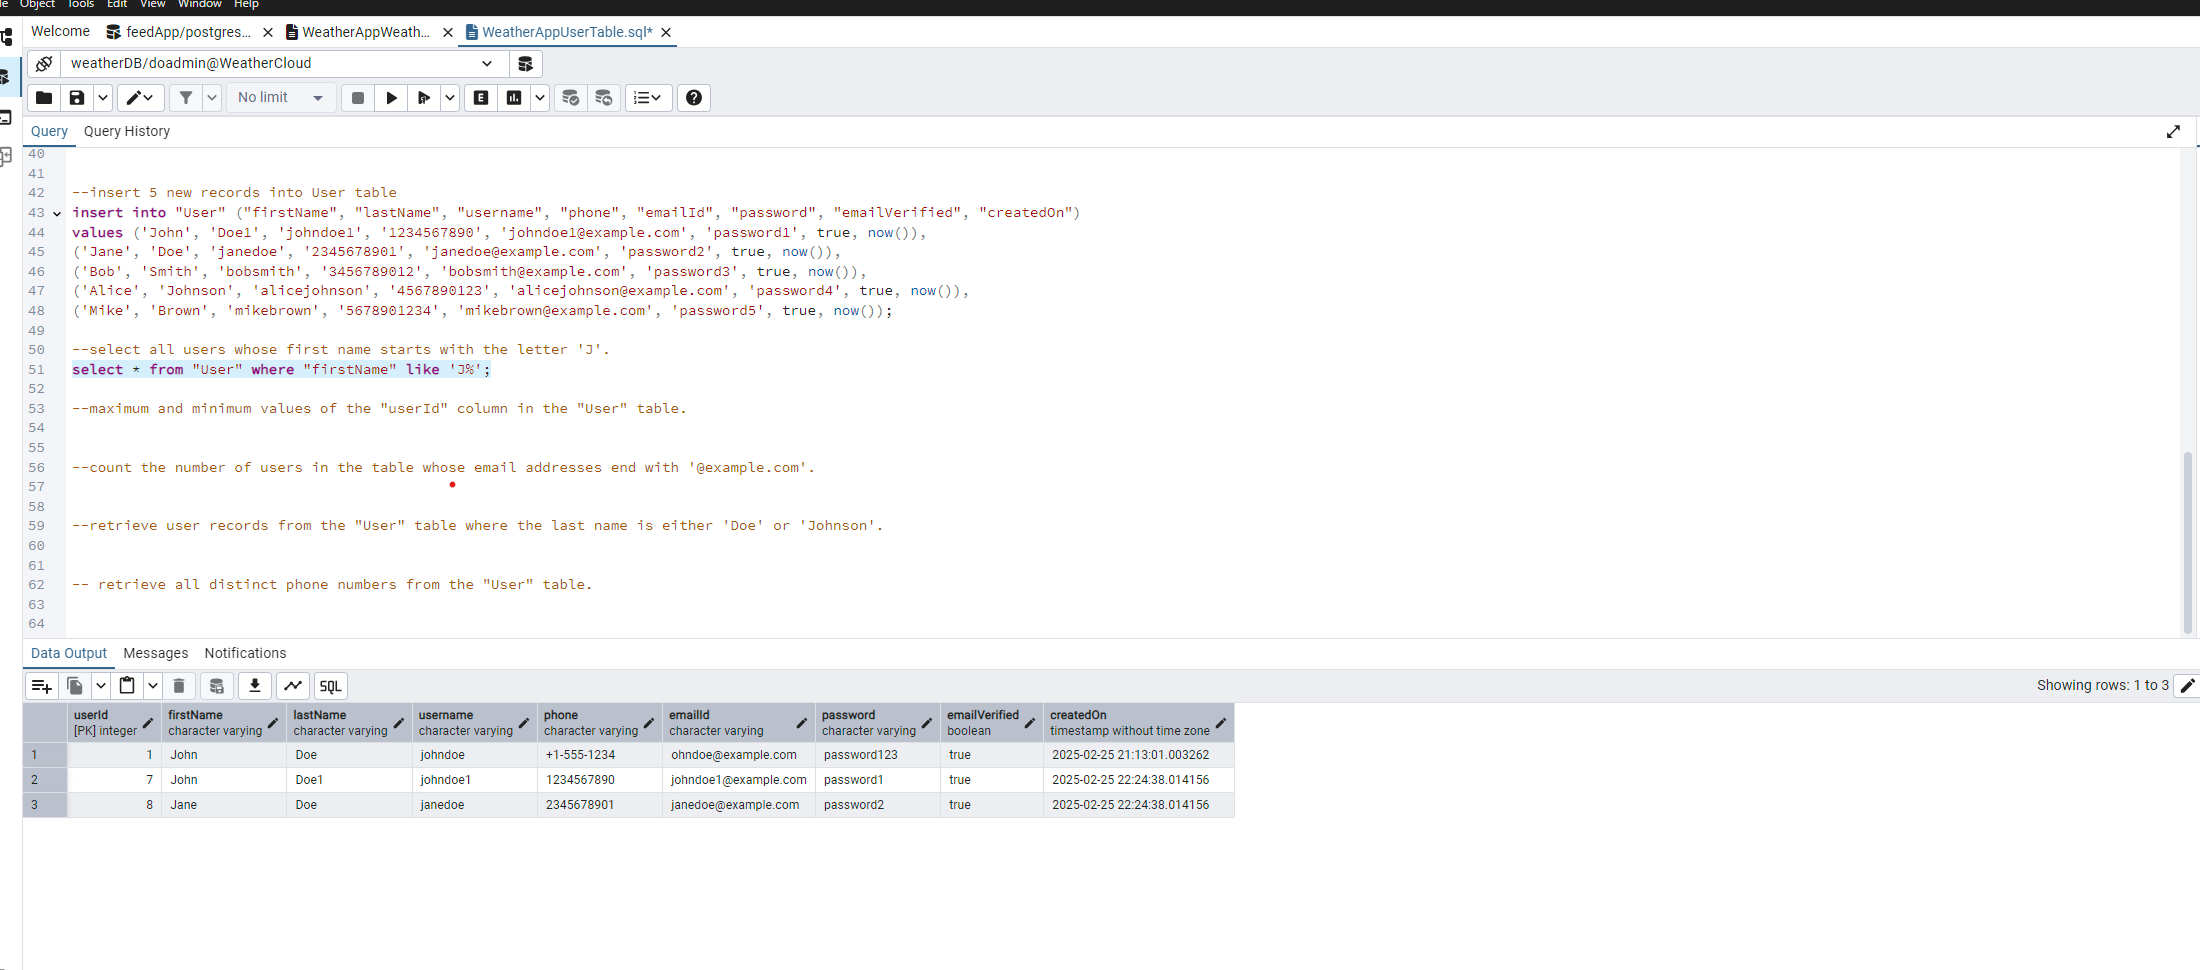 Object Tools Edit View Window Help
Welcome feedApp/postgres... WeatherAppWeath... WeatherAppUserTable.sql*
weatherDB/doadmin@WeatherCloud
No limit E
Query Query History
40
41
42 --insert 5 new records into User table
43 insert into "User" ("firstName", "lastName", "username", "phone", "emailId", "password", "emailVerified", "createdOn")
44 values ('John', 'Doe1', 'johndoe1', '1234567890', 'johndoe1@example.com', 'password1', true, now()),
45 ('Jane', 'Doe', 'janedoe', '2345678901', 'janedoe@example.com', 'password2', true, now()),
46 ('Bob', 'Smith', 'bobsmith', '3456789012', 'bobsmith@example.com', 'password3', true, now()),
47 ('Alice', 'Johnson', 'alicejohnson', '4567890123', 'alicejohnson@example.com', 'password4', true, now()),
48 ('Mike', 'Brown', 'mikebrown', '5678901234', 'mikebrown@example.com', 'password5', true, now());
49
50 --select all users whose first name starts with the letter 'J'.
51 select * from "User" where "firstName" like 'J%';
52
53 --maximum and minimum values of the "userId" column in the "User" table.
54
55
56 --count the number of users in the table whose email addresses end with '@example.com'.
57
58
59 --retrieve user records from the "User" table where the last name is either 'Doe' or 'Johnson'.
60
61
62 -- retrieve all distinct phone numbers from the "User" table.
63
64
Data Output Messages Notifications
SQL Showing rows: 1 to 3
userId firstName lastName username phone emailId password emailVerified createdOn
[PK] integer character varying character varying character varying character varying character varying character varying boolean timestamp without time zone
1 1 John Doe johndoe +1-555-1234 ohndoe@example.com password123 true 2025-02-25 21:13:01.003262
2 7 John Doe1 johndoe1 1234567890 johndoe1@example.com password1 true 2025-02-25 22:24:38.014156
3 8 Jane Doe janedoe 2345678901 janedoe@example.com password2 true 2025-02-25 22:24:38.014156